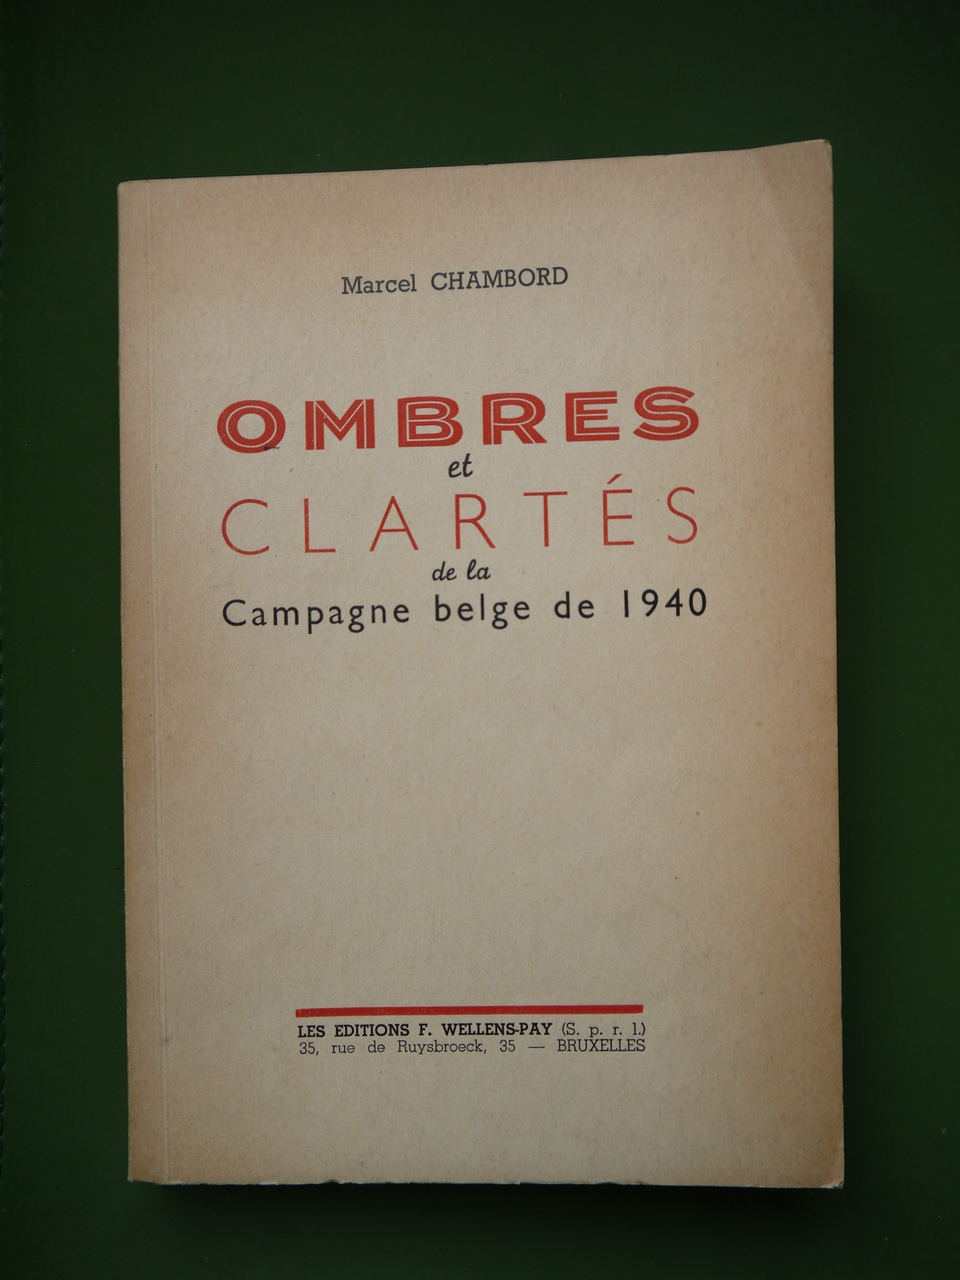 Marcel CHAMBORD
OMBRES
et
CLARTÉS
de la
Campagne belge de 1940
LES EDITIONS F. WELLENS-PAY (S. p. r. l.)
35, rue de Ruysbroeck, 35 — BRUXELLES